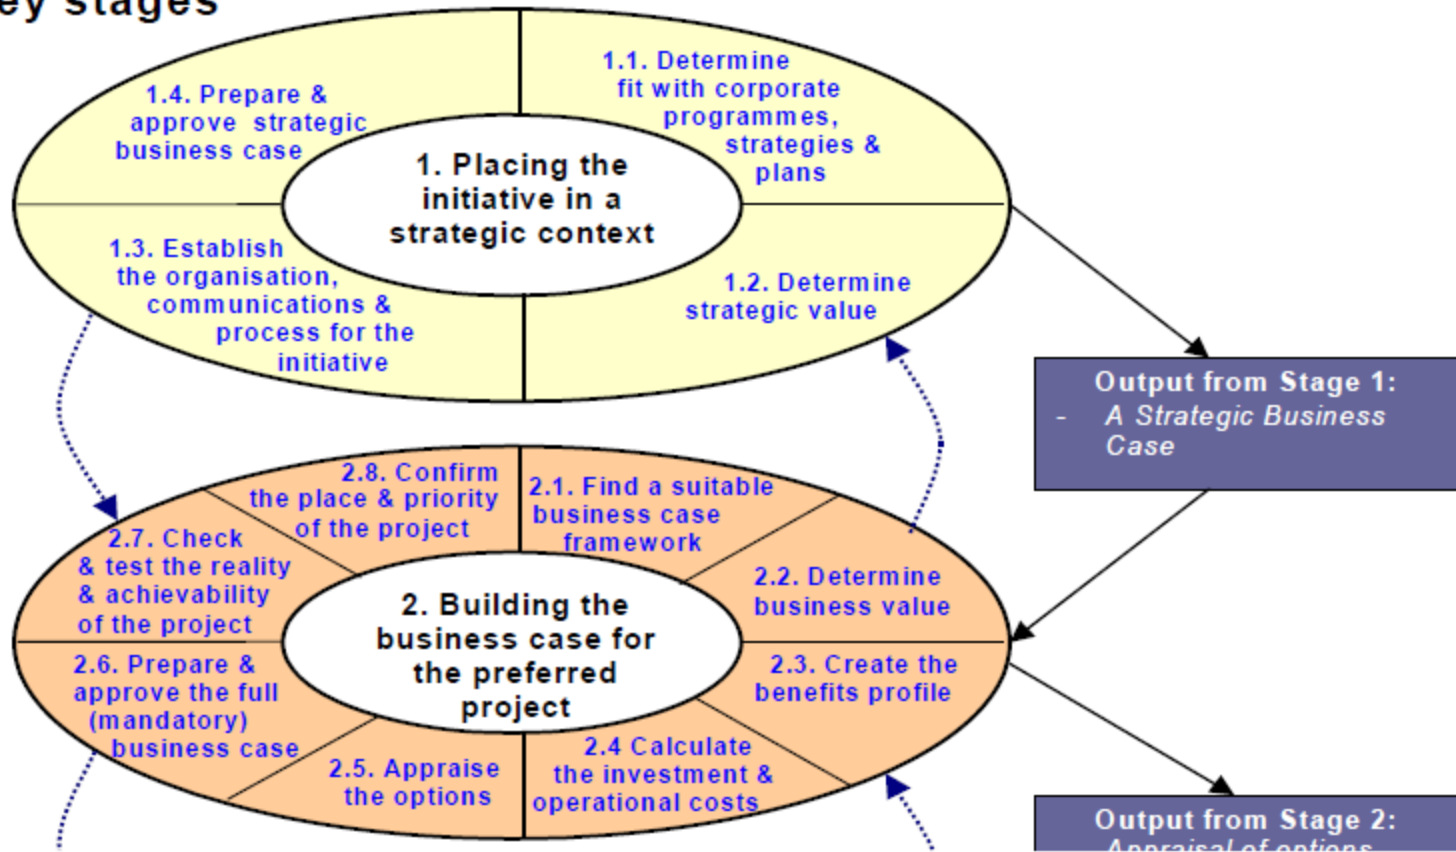 ey stages
1.4. Prepare &
approve strategic
business case
1.1. Determine
fit with corporate
programmes,
strategies &
plans
1. Placing the
initiative in a
strategic context
1.3. Establish
the organisation,
communications &
process for the
initiative
1.2. Determine
strategic value
Output from Stage 1:
- A Strategic Business
Case
2.8. Confirm
the place & priority
of the project
2.1. Find a suitable
business case
framework
2.7. Check
& test the reality
& achievability
of the project
2.2. Determine
business value
2. Building the
business case for
the preferred
project
2.6. Prepare &
approve the full
(mandatory)
business case
2.3. Create the
benefits profile
2.5. Appraise
the options
2.4 Calculate
the investment &
operational costs
Output from Stage 2:
Appraisal of options